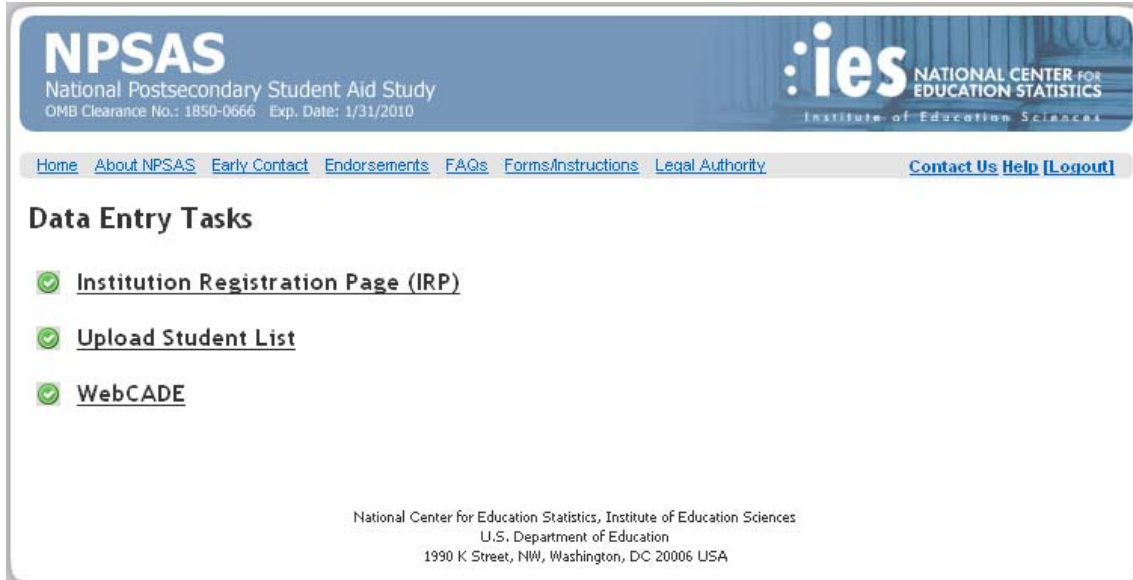 NPSAS
National Postsecondary Student Aid Study
OMB Clearance No.: 1850-0666 Exp. Date: 1/31/2010
ies NATIONAL CENTER FOR
EDUCATION STATISTICS
Institute of Education Sciences
Home About NPSAS Early Contact Endorsements FAQs Forms/Instructions Legal Authority Contact Us Help [Logout]
Data Entry Tasks
Institution Registration Page (IRP)
Upload Student List
WebCADE
National Center for Education Statistics, Institute of Education Sciences
U.S. Department of Education
1990 K Street, NW, Washington, DC 20006 USA